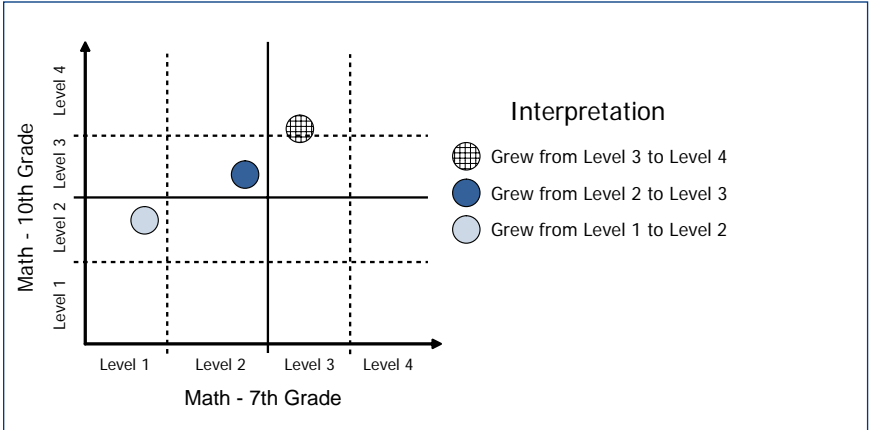 Math - 10th Grade
Level 4
Level 3
Level 2
Level 1
Level 1 Level 2 Level 3 Level 4
Math - 7th Grade
Interpretation
Grew from Level 3 to Level 4
Grew from Level 2 to Level 3
Grew from Level 1 to Level 2